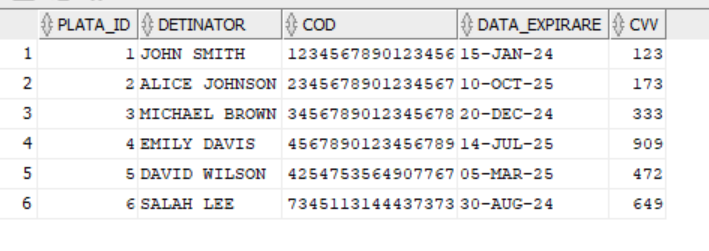 PLATA_ID DETINATOR COD DATA_EXPIRARE CVV
1 1 JOHN SMITH 1234567890123456 15-JAN-24 123
2 2 ALICE JOHNSON 2345678901234567 10-OCT-25 173
3 3 MICHAEL BROWN 3456789012345678 20-DEC-24 333
4 4 EMILY DAVIS 4567890123456789 14-JUL-25 909
5 5 DAVID WILSON 4254753564907767 05-MAR-25 472
6 6 SALAH LEE 7345113144437373 30-AUG-24 649